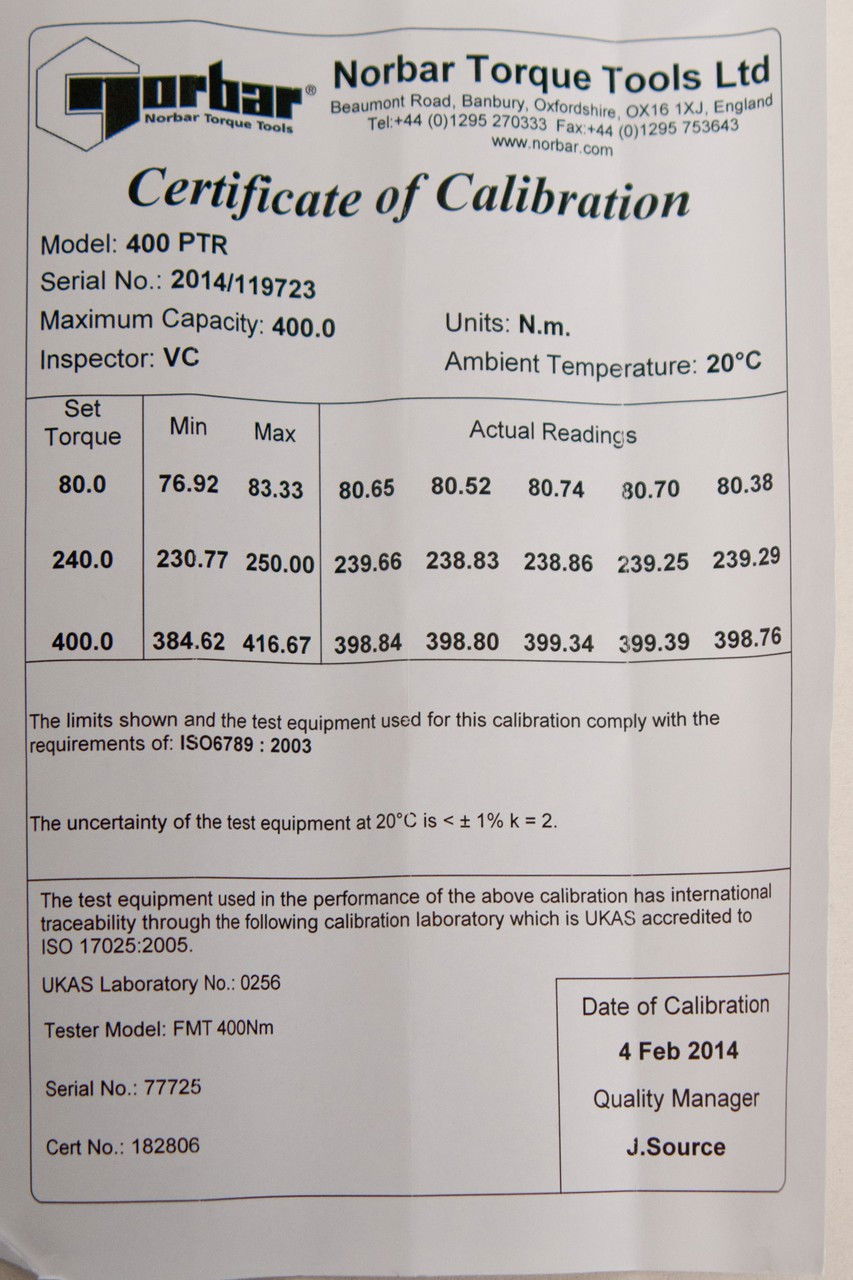 norbar®
Norbar Torque Tools
Norbar Torque Tools Ltd
Beaumont Road, Banbury, Oxfordshire, OX16 1XJ, England
Tel:+44 (0)1295 270333 Fax:+44 (0)1295 753643
www.norbar.com
Certificate of Calibration
Model: 400 PTR
Serial No.: 2014/119723
Maximum Capacity: 400.0 Units: N.m.
Inspector: VC Ambient Temperature: 20°C
Set Torque Min Max Actual Readings
80.0 76.92 83.33 80.65 80.52 80.74 80.70 80.38
240.0 230.77 250.00 239.66 238.83 238.86 239.25 239.29
400.0 384.62 416.67 398.84 398.80 399.34 399.39 398.76
The limits shown and the test equipment used for this calibration comply with the
requirements of: ISO6789 : 2003
The uncertainty of the test equipment at 20°C is < ± 1% k = 2.
The test equipment used in the performance of the above calibration has international
traceability through the following calibration laboratory which is UKAS accredited to
ISO 17025:2005.
UKAS Laboratory No.: 0256
Tester Model: FMT 400Nm
Serial No.: 77725
Cert No.: 182806
Date of Calibration
4 Feb 2014
Quality Manager
J.Source